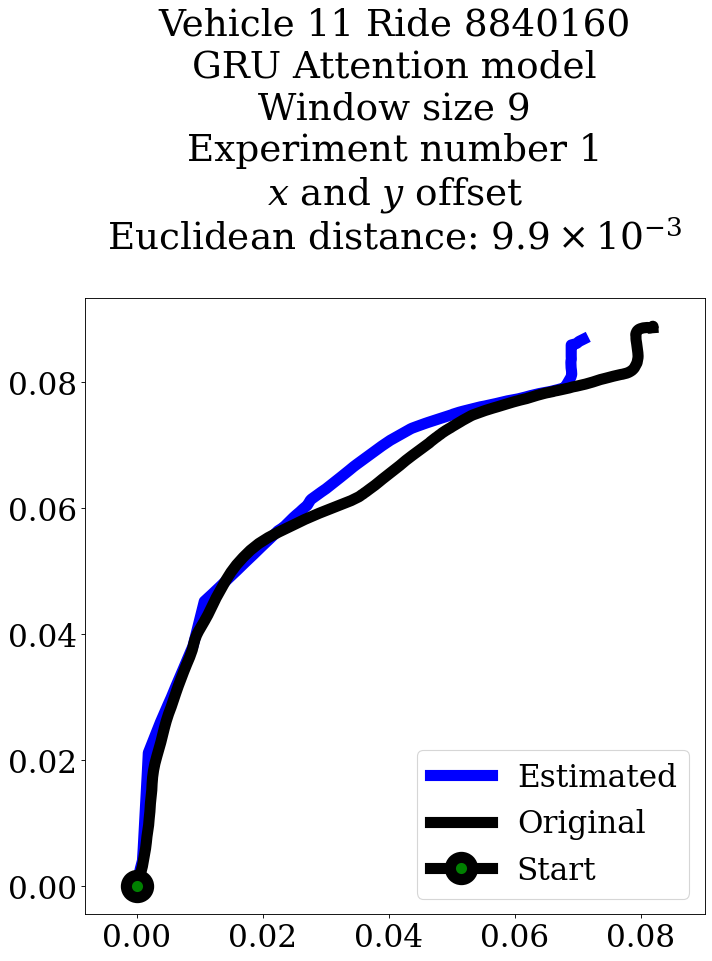 Vehicle 11 Ride 8840160
GRU Attention model
Window size 9
Experiment number 1
x and y offset
Euclidean distance: 9.9 × 10⁻³
0.08
0.06
0.04
0.02
0.00
Estimated
Original
Start
0.00 0.02 0.04 0.06 0.08